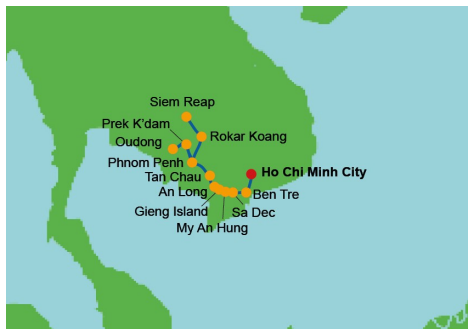 Siem Reap
Prek K'dam
Rokar Koang
Oudong
Phnom Penh
Ho Chi Minh City
Tan Chau
An Long
Ben Tre
Gieng Island
Sa Dec
My An Hung